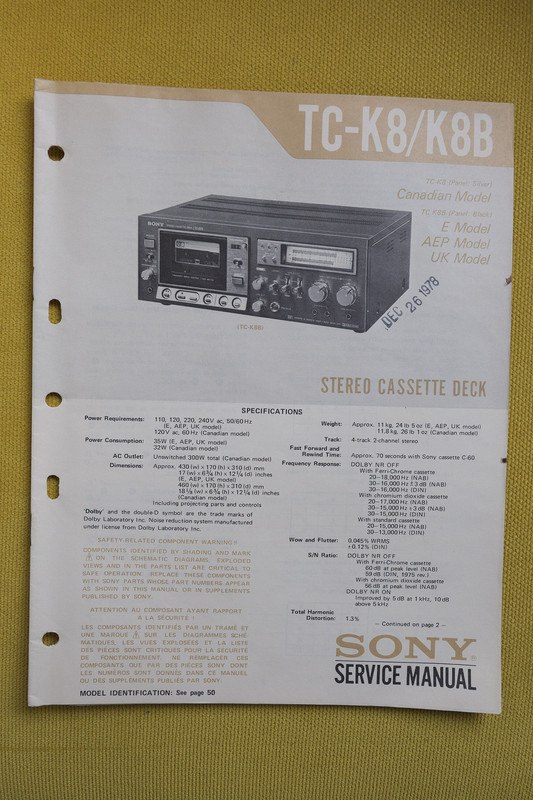 TC-K8/K8B
TC-K8 (Panel: Silver)
Canadian Model
TC-K8B (Panel: Black)
E Model
AEP Model
UK Model
SONY
(TC-K8B)
DEC 26 1978
STEREO CASSETTE DECK
SPECIFICATIONS
Power Requirements: 110, 120, 220, 240V ac, 50/60Hz
(E, AEP, UK model)
120V ac, 60Hz (Canadian model)
Power Consumption: 35W (E, AEP, UK model)
32W (Canadian model)
AC Outlet: Unswitched 300W total (Canadian model)
Dimensions: Approx. 430(w) x 170(h) x 310(d) mm
17(w) x 6¾(h) x 12¼(d) inches
(E, AEP, UK model)
460(w) x 170(h) x 310(d) mm
18⅛(w) x 6¾(h) x 12¼(d) inches
(Canadian model)
Including projecting parts and controls
'Dolby' and the double-D symbol are the trade marks of
Dolby Laboratory Inc. Noise reduction system manufactured
under license from Dolby Laboratory Inc.
SAFETY-RELATED COMPONENT WARNING!!
COMPONENTS IDENTIFIED BY SHADING AND MARK
⚠ ON THE SCHEMATIC DIAGRAMS, EXPLODED
VIEWS AND IN THE PARTS LIST ARE CRITICAL TO
SAFE OPERATION. REPLACE THESE COMPONENTS
WITH SONY PARTS WHOSE PART NUMBERS APPEAR
AS SHOWN IN THIS MANUAL OR IN SUPPLEMENTS
PUBLISHED BY SONY.
ATTENTION AU COMPOSANT AYANT RAPPORT
A LA SÉCURITÉ!
LES COMPOSANTS IDENTIFIÉS PAR UN TRAMÉ ET
UNE MARQUE ⚠ SUR LES DIAGRAMMES SCHÉ-
MATIQUES, LES VUES EXPLOSÉES ET LA LISTE
DES PIÈCES SONT CRITIQUES POUR LA SÉCURITÉ
DE FONCTIONNEMENT. NE REMPLACER CES
COMPOSANTS QUE PAR DES PIÈCES SONY DONT
LES NUMÉROS SONT DONNÉS DANS CE MANUEL
OU DES SUPPLÉMENTS PUBLIÉS PAR SONY.
MODEL IDENTIFICATION: See page 50
Weight: Approx. 11kg, 24 lb 5 oz (E, AEP, UK model)
11.8 kg, 26 lb 1 oz (Canadian model)
Track: 4-track 2-channel stereo
Fast Forward and
Rewind Time: Approx. 70 seconds with Sony cassette C-60
Frequency Response: DOLBY NR OFF
With Ferri-Chrome cassette
20–18,000 Hz (NAB)
30–16,000 Hz ±3 dB (NAB)
30–16,000 Hz (DIN)
With chromium dioxide cassette
20–17,000 Hz (NAB)
30–15,000 Hz ±3 dB (NAB)
30–15,000 Hz (DIN)
With standard cassette
20–15,000 Hz (NAB)
30–13,000 Hz (DIN)
Wow and Flutter: 0.045% WRMS
±0.12% (DIN)
S/N Ratio: DOLBY NR OFF
With Ferri-Chrome cassette
60dB at peak level (NAB)
59dB (DIN, 1975 rev.)
With chromium dioxide cassette
56dB at peak level (NAB)
DOLBY NR ON
Improved by 5dB at 1kHz, 10dB
above 5kHz
Total Harmonic
Distortion: 1.3%
– Continued on page 2 –
SONY®
SERVICE MANUAL